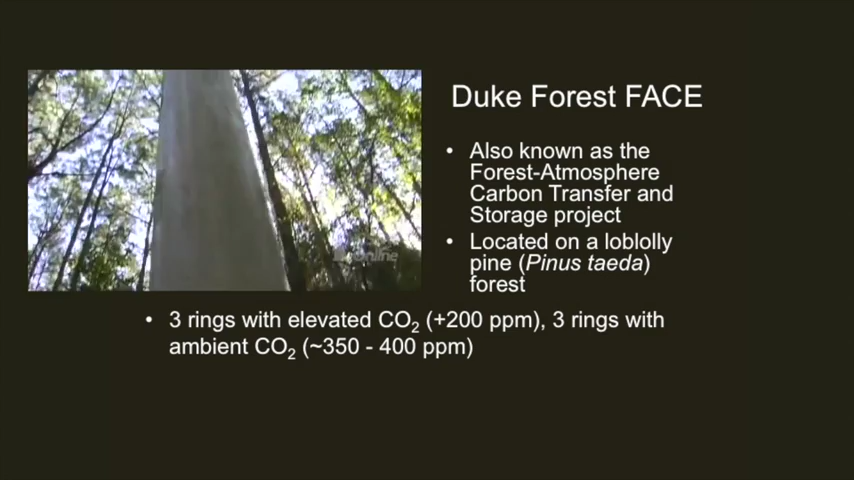 Duke Forest FACE
• Also known as the
Forest-Atmosphere
Carbon Transfer and
Storage project
• Located on a loblolly
pine (Pinus taeda)
forest
• 3 rings with elevated CO₂ (+200 ppm), 3 rings with
ambient CO₂ (~350 - 400 ppm)